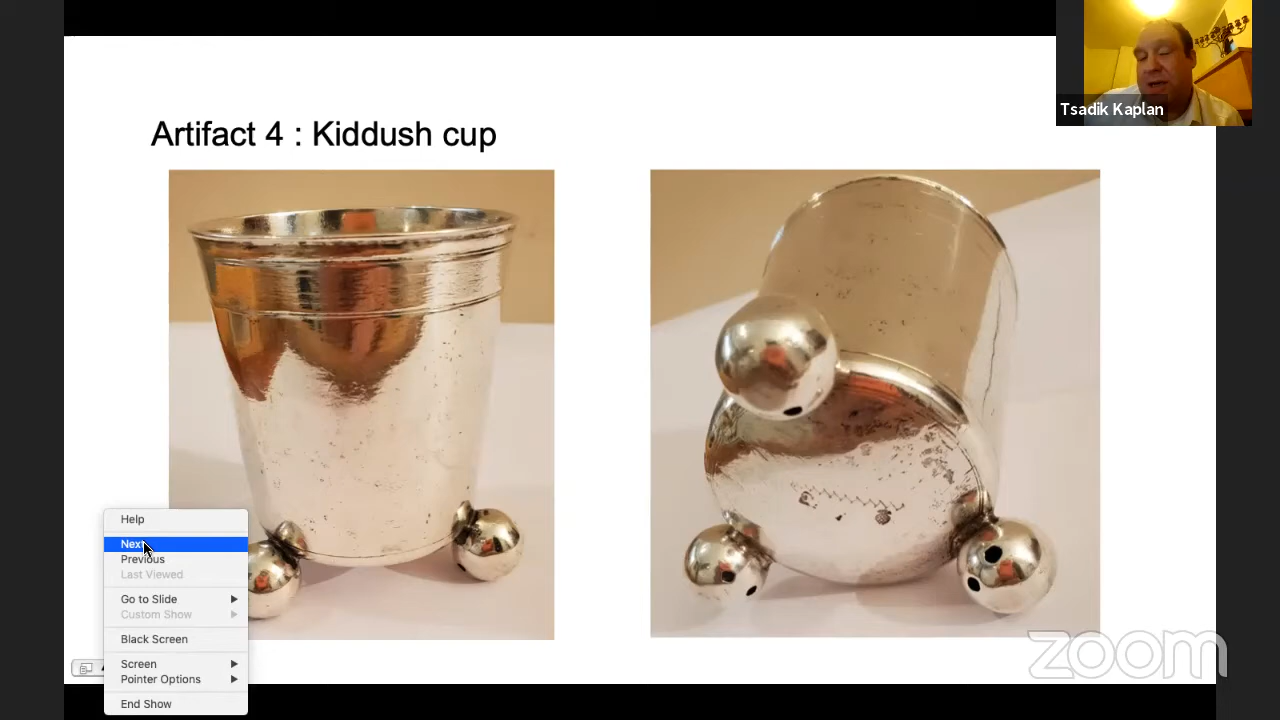 Tsadik Kaplan
Artifact 4 : Kiddush cup
Help
Next
Previous
Last Viewed
Go to Slide
Custom Show
Black Screen
Screen
Pointer Options
End Show
zoom